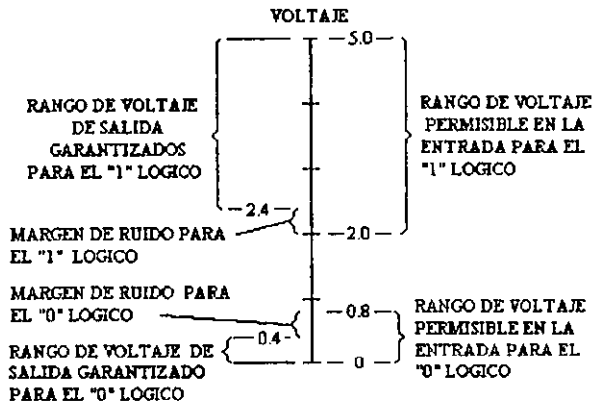 VOLTAJE
5.0
RANGO DE VOLTAJE
DE SALIDA
GARANTIZADOS
PARA EL "1" LOGICO
RANGO DE VOLTAJE
PERMISIBLE EN LA
ENTRADA PARA EL
"1" LOGICO
2.4
2.0
MARGEN DE RUIDO PARA
EL "1" LOGICO
MARGEN DE RUIDO PARA
EL "0" LOGICO
0.8
0.4
0
RANGO DE VOLTAJE DE
SALIDA GARANTIZADO
PARA EL "0" LOGICO
RANGO DE VOLTAJE
PERMISIBLE EN LA
ENTRADA PARA EL
"0" LOGICO